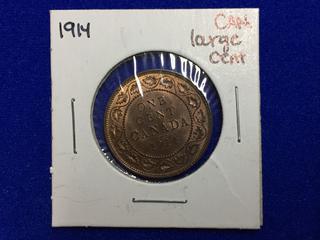 1914
CAN.
large
cent
ONE
CENT
CANADA